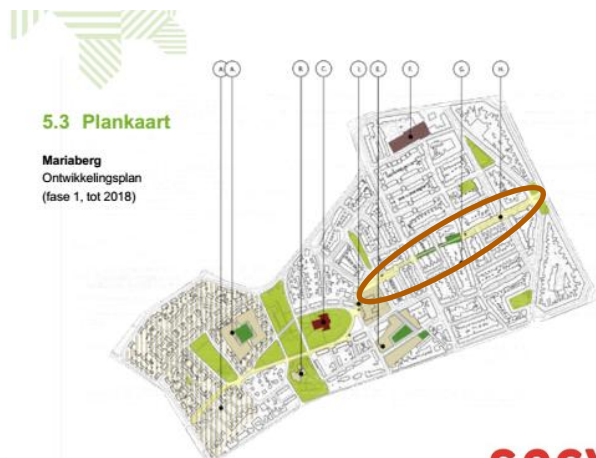 A. K. B. C. I. E. F. G. H.
5.3 Plankaart
Mariaberg
Ontwikkelingsplan
(fase 1, tot 2018)